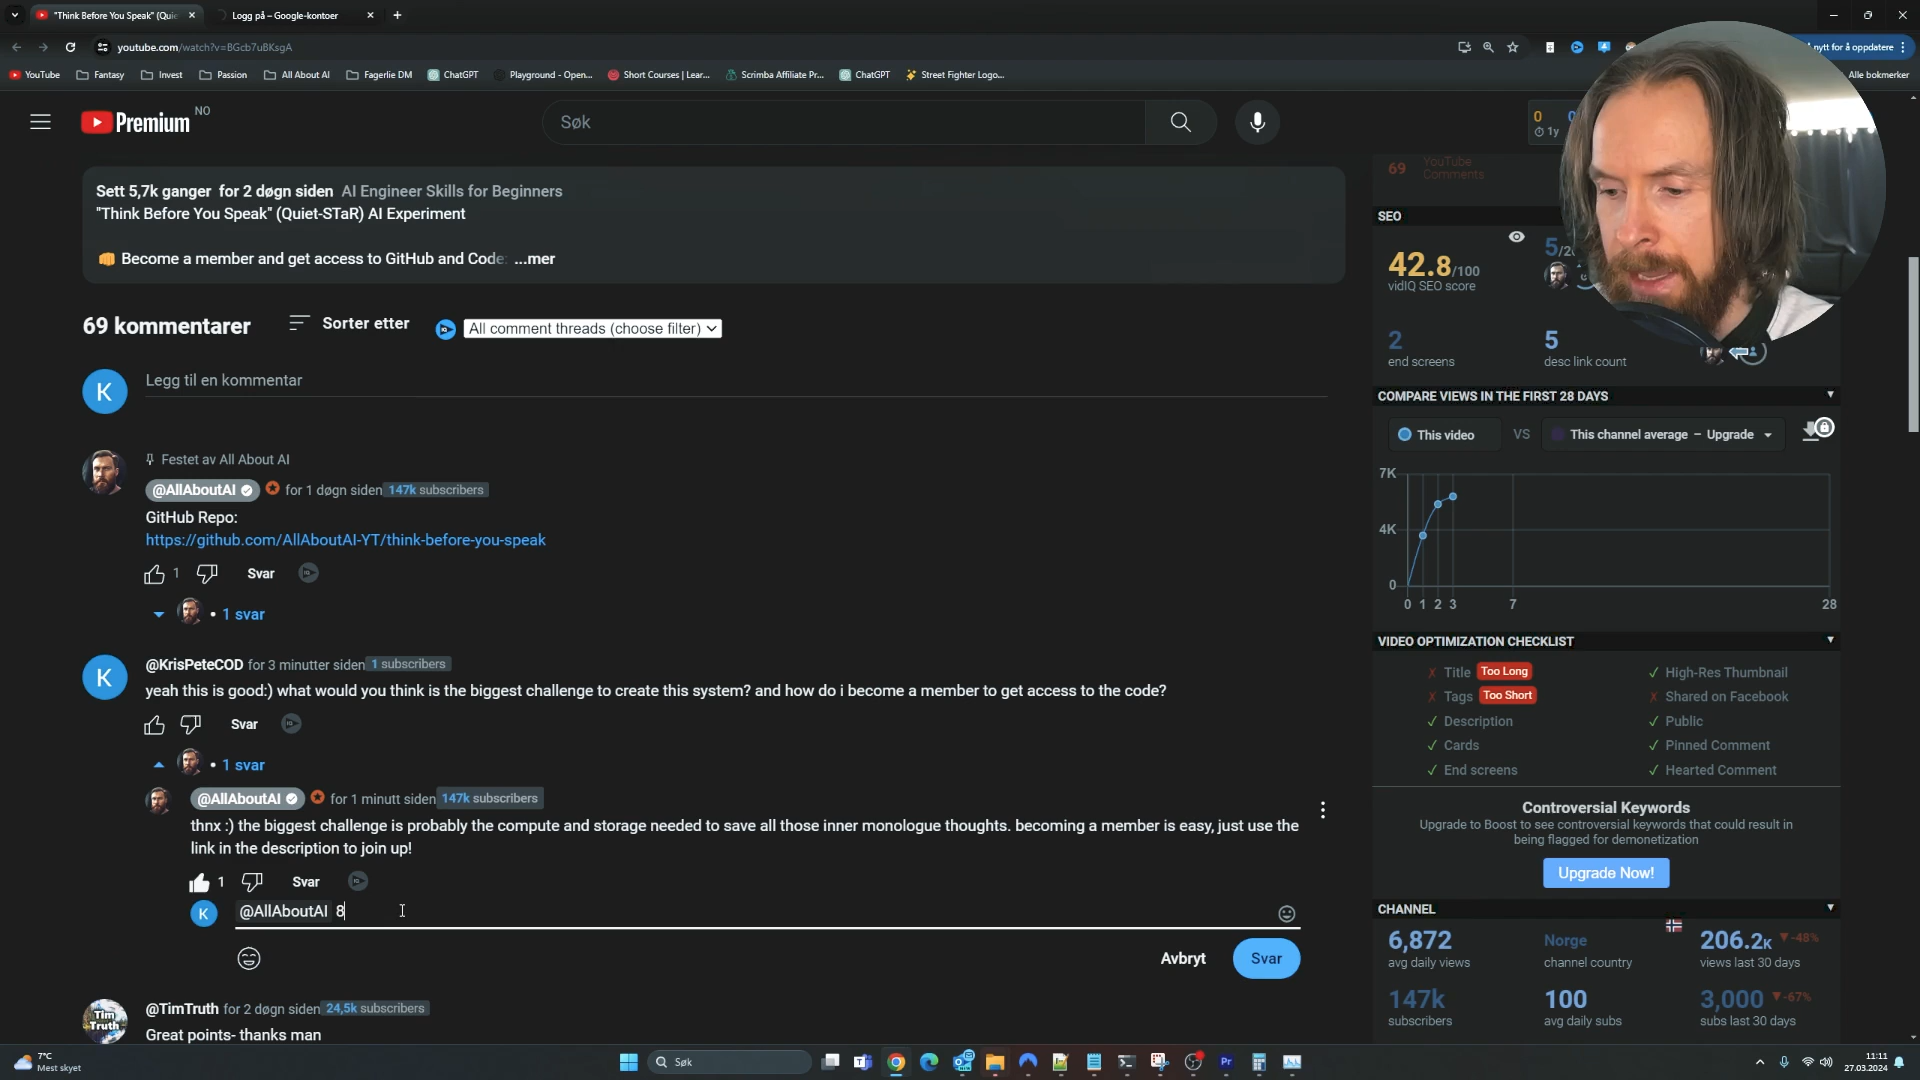 "Think Before You Speak" (Quie
Logg på – Google-kontoer
youtube.com/watch?v=BGcb7uBKsgA
nytt for å oppdatere
YouTube
Fantasy
Invest
Passion
All About AI
Fagerlie DM
ChatGPT
Playground - Open...
Short Courses | Lear...
Scrimba Affiliate Pr...
ChatGPT
Street Fighter Logo...
Alle bokmerker
Premium NO
Søk
0
1y
Sett 5,7k ganger for 2 døgn siden AI Engineer Skills for Beginners
"Think Before You Speak" (Quiet-STaR) AI Experiment
Become a member and get access to GitHub and Code: ...mer
69 kommentarer
Sorter etter
All comment threads (choose filter)
K
Legg til en kommentar
Festet av All About AI
@AllAboutAI for 1 døgn siden 147k subscribers
GitHub Repo:
https://github.com/AllAboutAI-YT/think-before-you-speak
1
Svar
• 1 svar
K
@KrisPeteCOD for 3 minutter siden 1 subscribers
yeah this is good:) what would you think is the biggest challenge to create this system? and how do i become a member to get access to the code?
Svar
• 1 svar
@AllAboutAI for 1 minutt siden 147k subscribers
thnx :) the biggest challenge is probably the compute and storage needed to save all those inner monologue thoughts. becoming a member is easy, just use the
link in the description to join up!
1
Svar
K
@AllAboutAI 8
Avbryt
Svar
Tim Truth
@TimTruth for 2 døgn siden 24,5k subscribers
Great points- thanks man
69 YouTube Comments
SEO
42.8/100
vidIQ SEO score
2
end screens
5
desc link count
COMPARE VIEWS IN THE FIRST 28 DAYS
This video
VS
This channel average – Upgrade
7K
4K
0
0 1 2 3 7 28
VIDEO OPTIMIZATION CHECKLIST
✗ Title Too Long
✓ High-Res Thumbnail
✗ Tags Too Short
✗ Shared on Facebook
✓ Description
✓ Public
✓ Cards
✓ Pinned Comment
✓ End screens
✓ Hearted Comment
Controversial Keywords
Upgrade to Boost to see controversial keywords that could result in
being flagged for demonetization
Upgrade Now!
CHANNEL
6,872
avg daily views
Norge
channel country
206.2K ▼-48%
views last 30 days
147k
subscribers
100
avg daily subs
3,000 ▼-67%
subs last 30 days
7°C
Mest skyet
Søk
Pr
11:11
27.03.2024